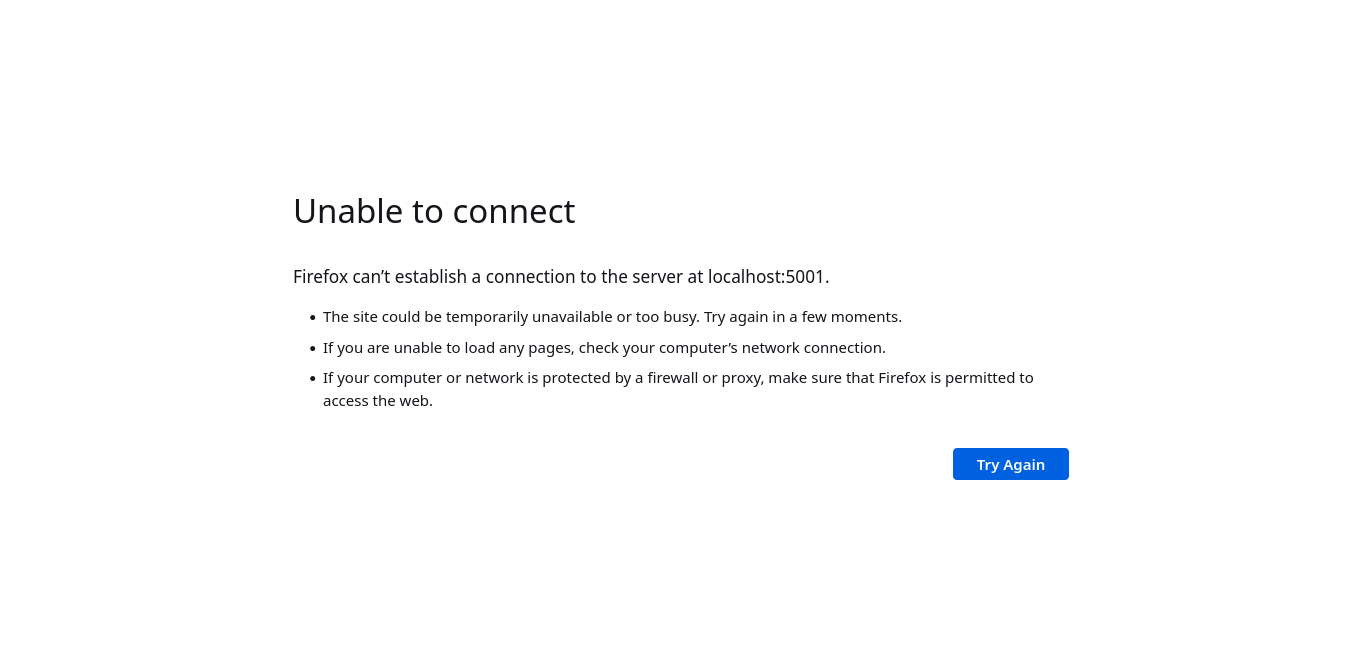 Unable to connect
Firefox can’t establish a connection to the server at localhost:5001.
• The site could be temporarily unavailable or too busy. Try again in a few moments.
• If you are unable to load any pages, check your computer’s network connection.
• If your computer or network is protected by a firewall or proxy, make sure that Firefox is permitted to
access the web.
Try Again